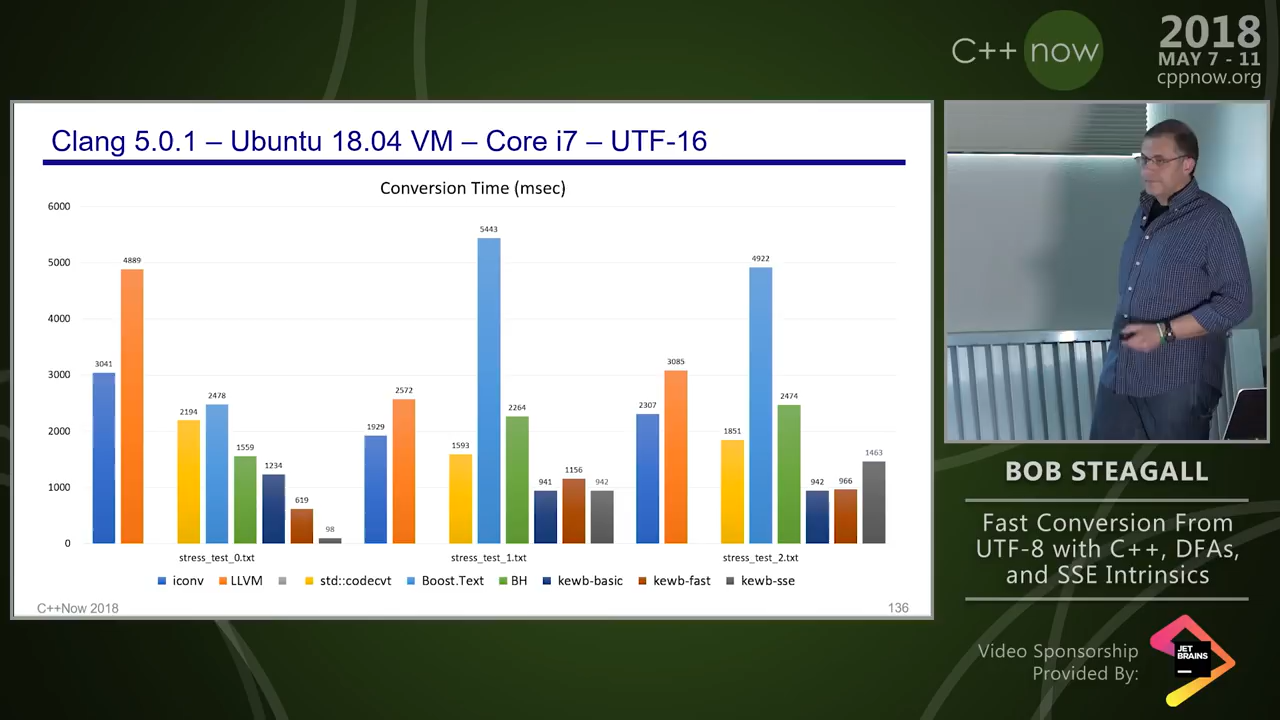 C++ now
2018
MAY 7 - 11
cppnow.org
Clang 5.0.1 – Ubuntu 18.04 VM – Core i7 – UTF-16
Conversion Time (msec)
6000
5000
4000
3000
2000
1000
0
3041
4889
2194
2478
1559
1234
619
98
1929
2572
1593
5443
2264
941
1156
942
2307
3085
1851
4922
2474
942
966
1463
stress_test_0.txt
stress_test_1.txt
stress_test_2.txt
iconv LLVM std::codecvt Boost.Text BH kewb-basic kewb-fast kewb-sse
C++Now 2018
136
BOB STEAGALL
Fast Conversion From
UTF-8 with C++, DFAs,
and SSE Intrinsics
Video Sponsorship
Provided By:
JET
BRAINS